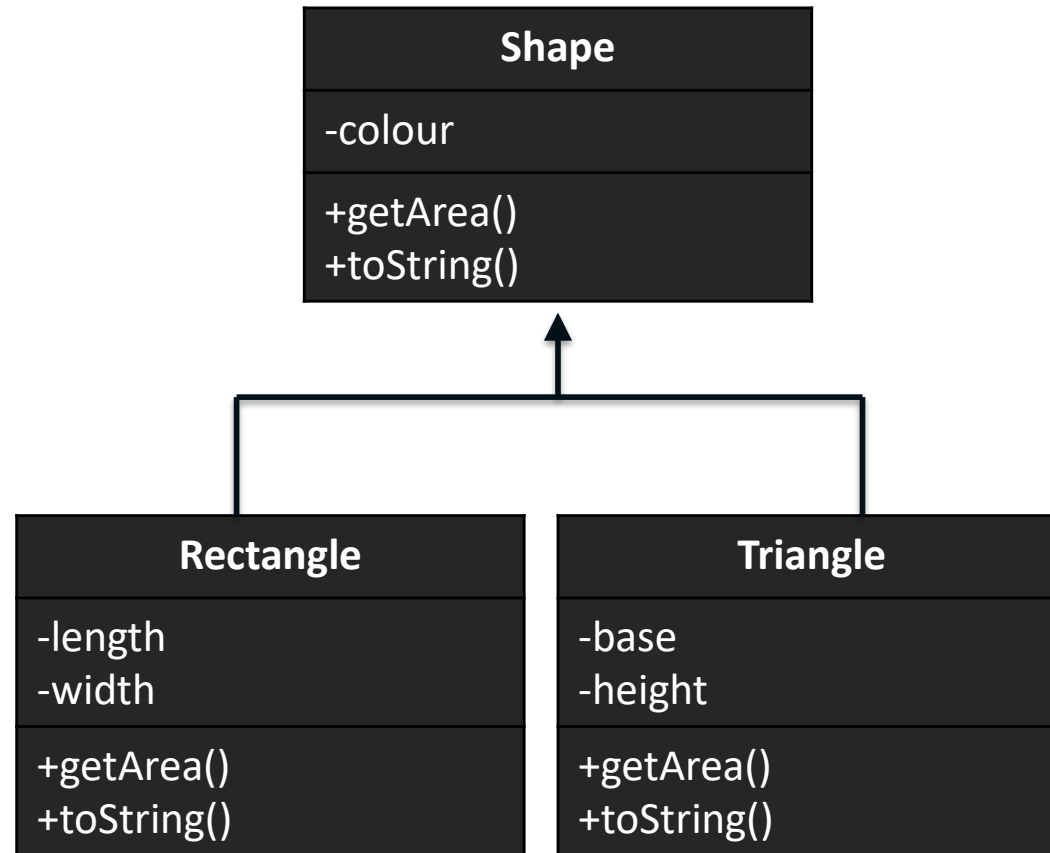 Shape
-colour
+getArea()
+toString()
Rectangle
-length
-width
+getArea()
+toString()
Triangle
-base
-height
+getArea()
+toString()